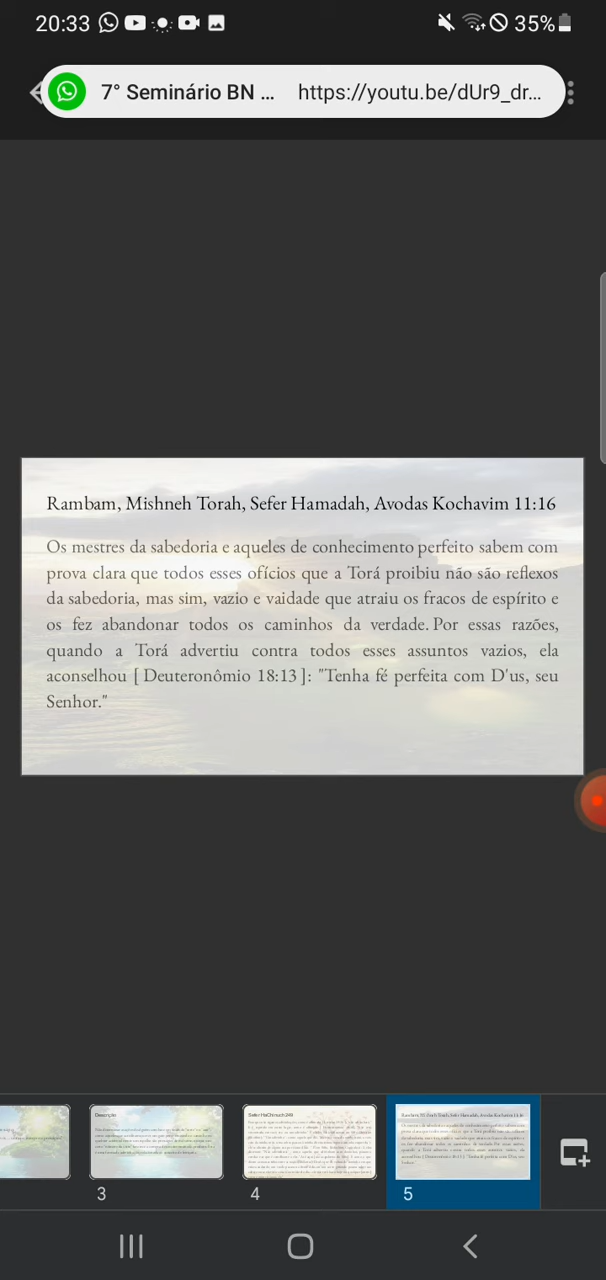 20:33
35%
7° Seminário BN ... https://youtu.be/dUr9_dr...
Rambam, Mishneh Torah, Sefer Hamadah, Avodas Kochavim 11:16
Os mestres da sabedoria e aqueles de conhecimento perfeito sabem com
prova clara que todos esses ofícios que a Torá proibiu não são reflexos
da sabedoria, mas sim, vazio e vaidade que atraiu os fracos de espírito e
os fez abandonar todos os caminhos da verdade. Por essas razões,
quando a Torá advertiu contra todos esses assuntos vazios, ela
aconselhou [ Deuteronômio 18:13 ]: "Tenha fé perfeita com D'us, seu
Senhor."
Descrição
Sefer HaChinuch 249
3
4
5